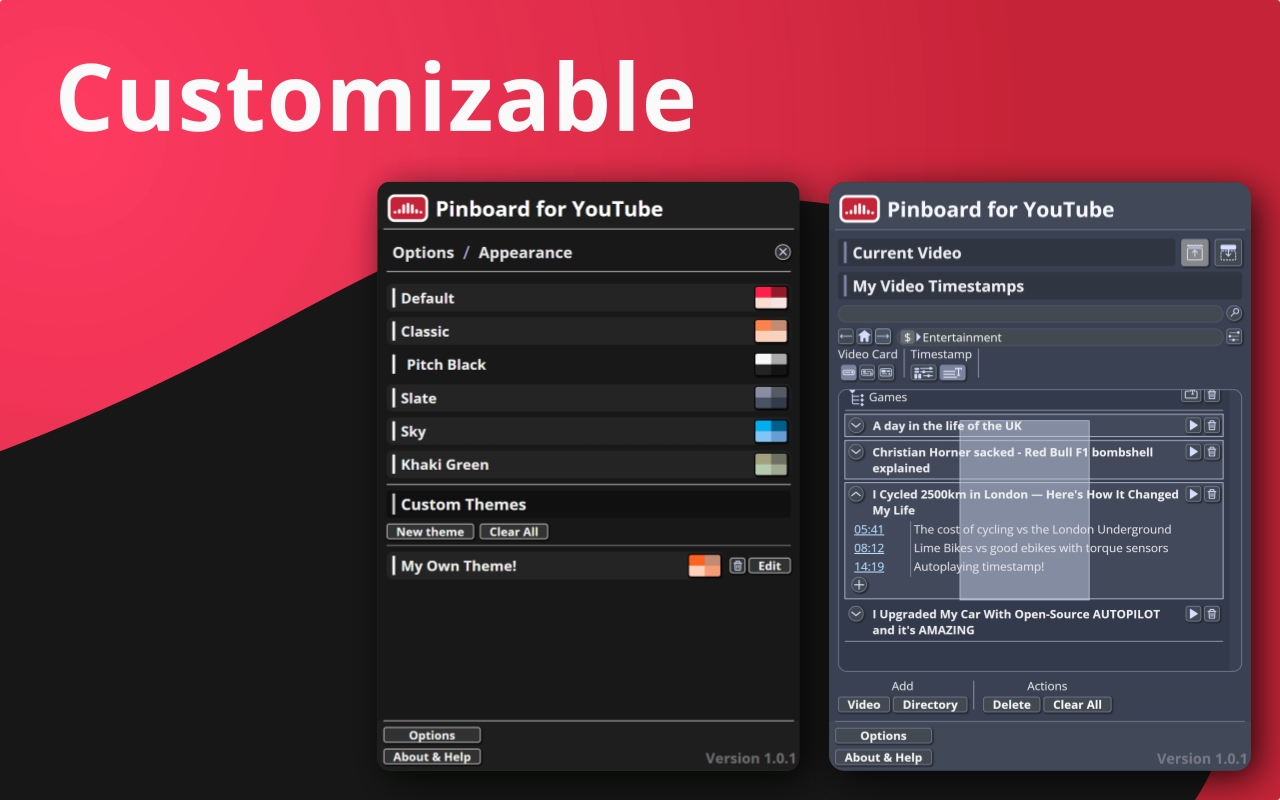 Customizable
Pinboard for YouTube
Options / Appearance
Default
Classic
Pitch Black
Slate
Sky
Khaki Green
Custom Themes
New theme
Clear All
My Own Theme!
Edit
Options
About & Help
Version 1.0.1
Pinboard for YouTube
Current Video
My Video Timestamps
$ Entertainment
Video Card
Timestamp
Games
A day in the life of the UK
Christian Horner sacked - Red Bull F1 bombshell
explained
I Cycled 2500km in London — Here's How It Changed
My Life
05:41 The cost of cycling vs the London Underground
08:12 Lime Bikes vs good ebikes with torque sensors
14:19 Autoplaying timestamp!
I Upgraded My Car With Open-Source AUTOPILOT
and it's AMAZING
Add
Actions
Video
Directory
Delete
Clear All
Options
About & Help
Version 1.0.1